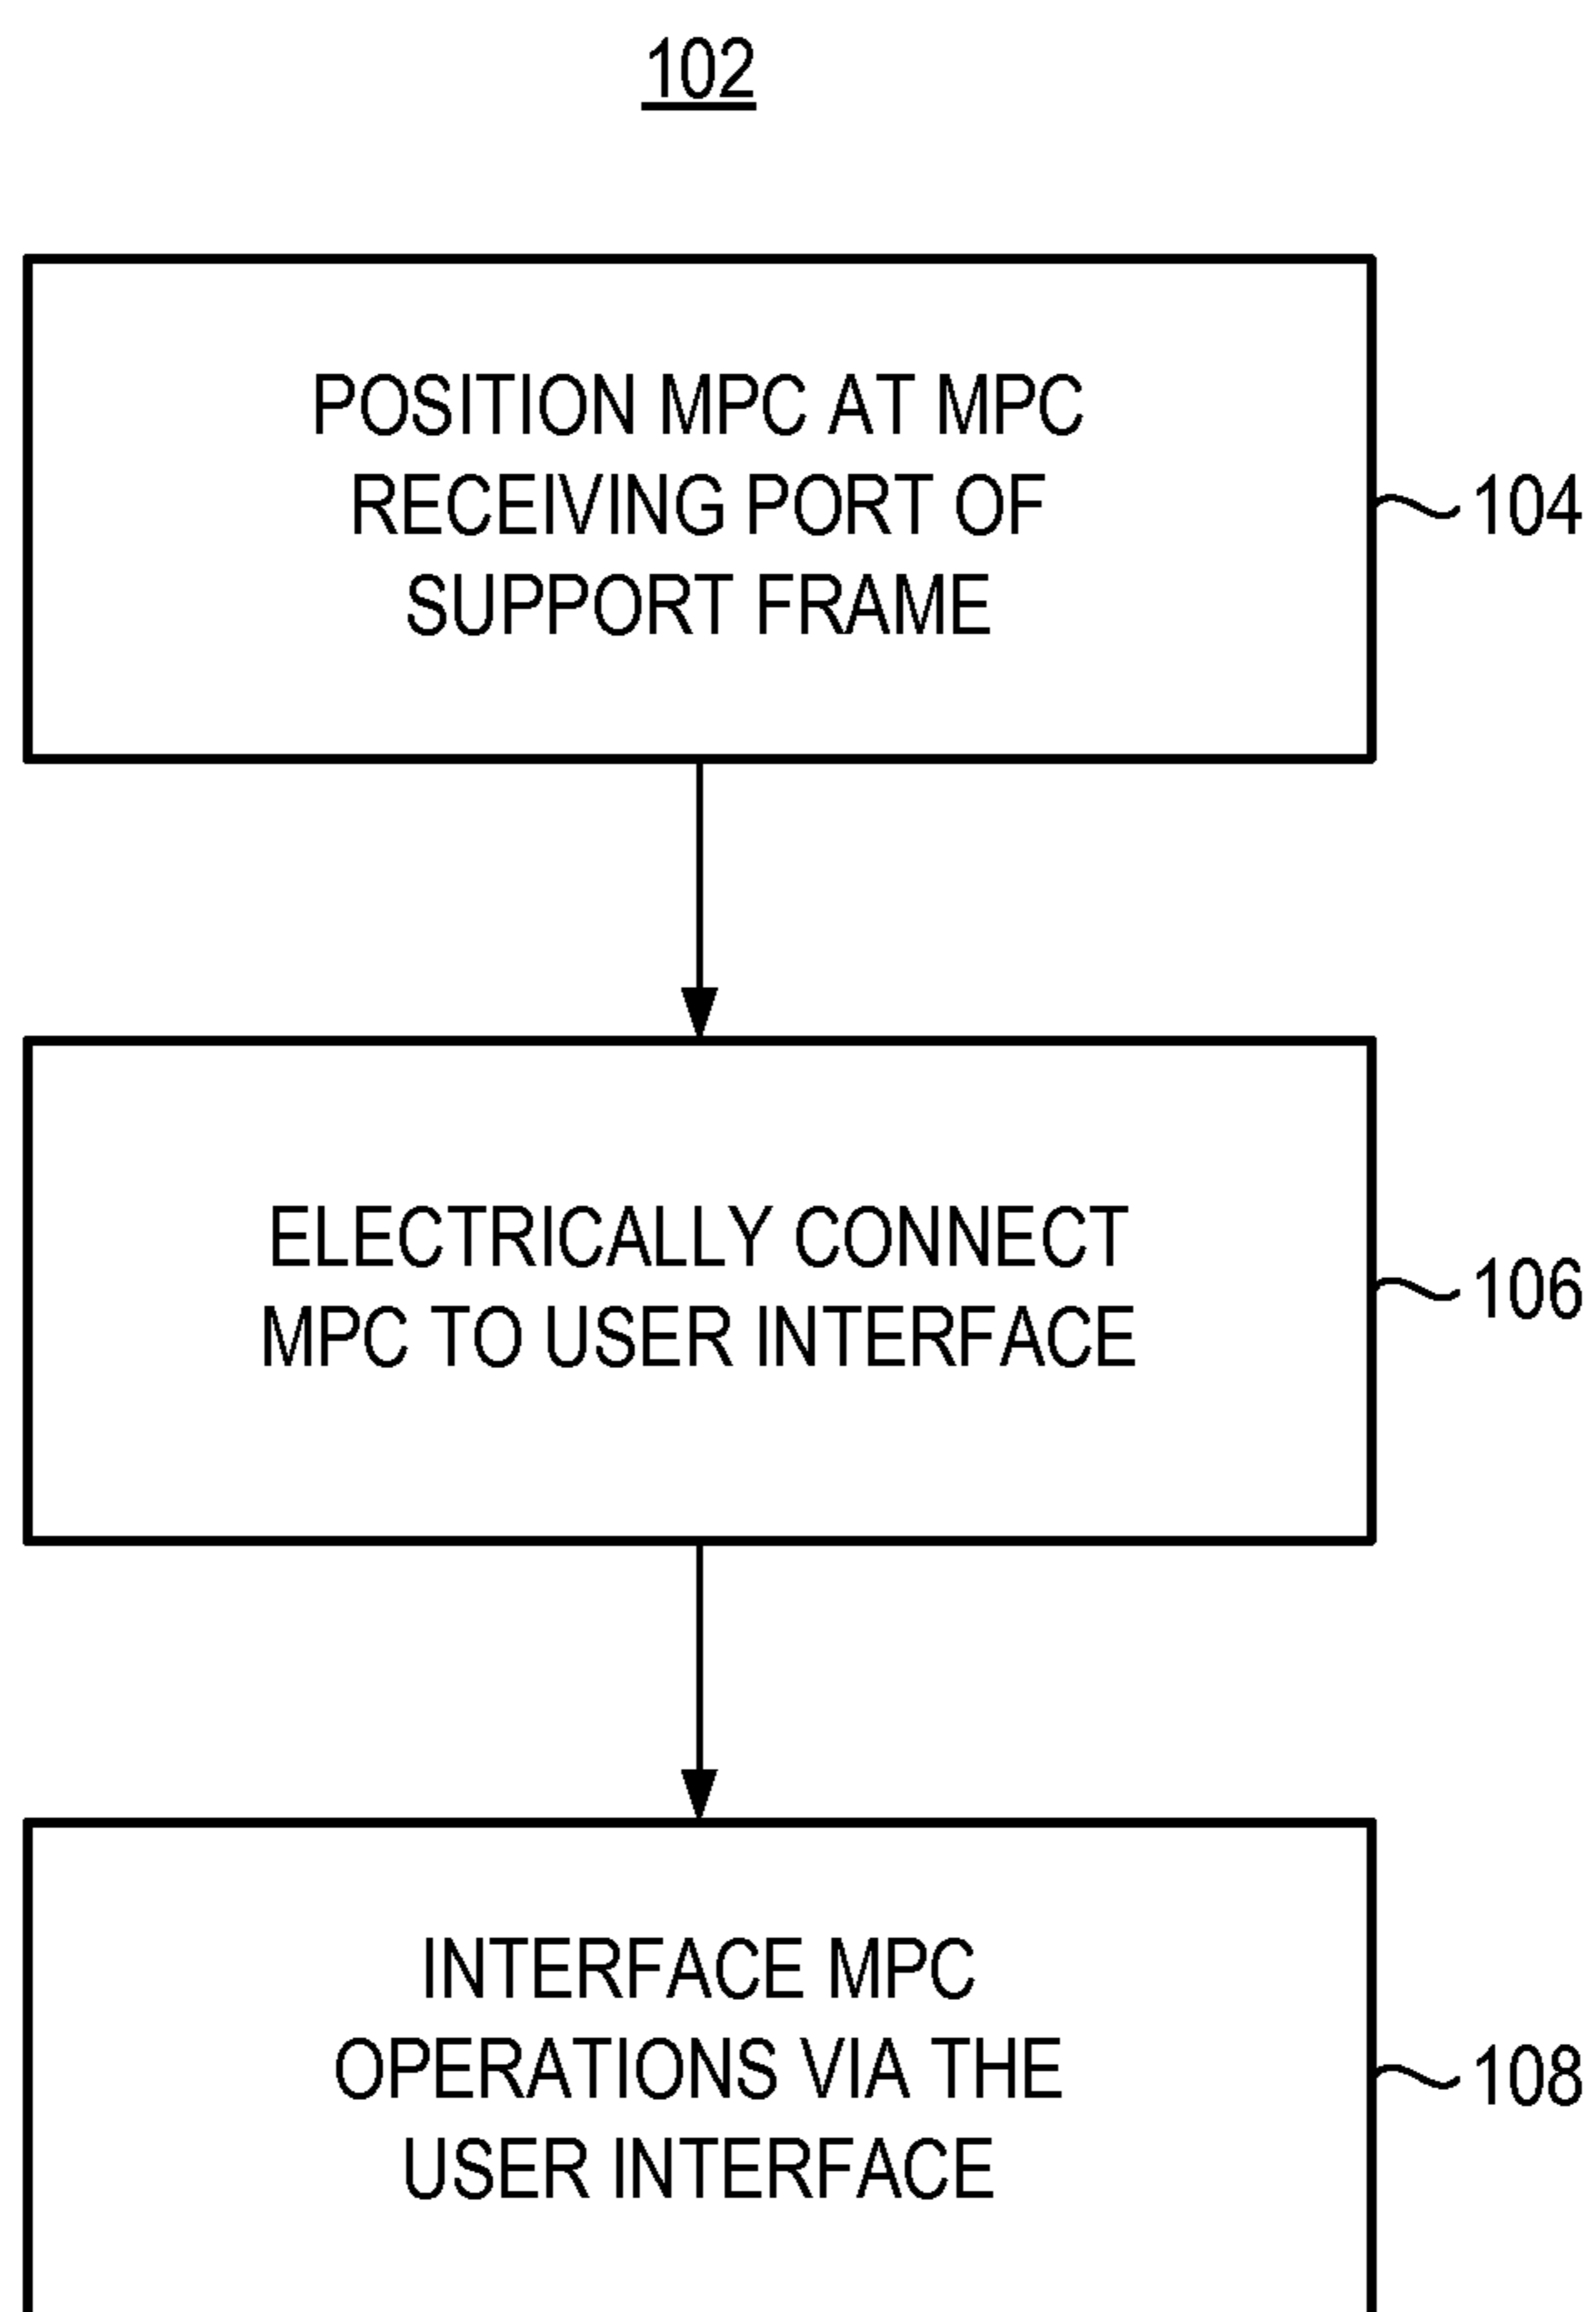 102
POSITION MPC AT MPC
RECEIVING PORT OF
SUPPORT FRAME
104
ELECTRICALLY CONNECT
MPC TO USER INTERFACE
106
INTERFACE MPC
OPERATIONS VIA THE
USER INTERFACE
108